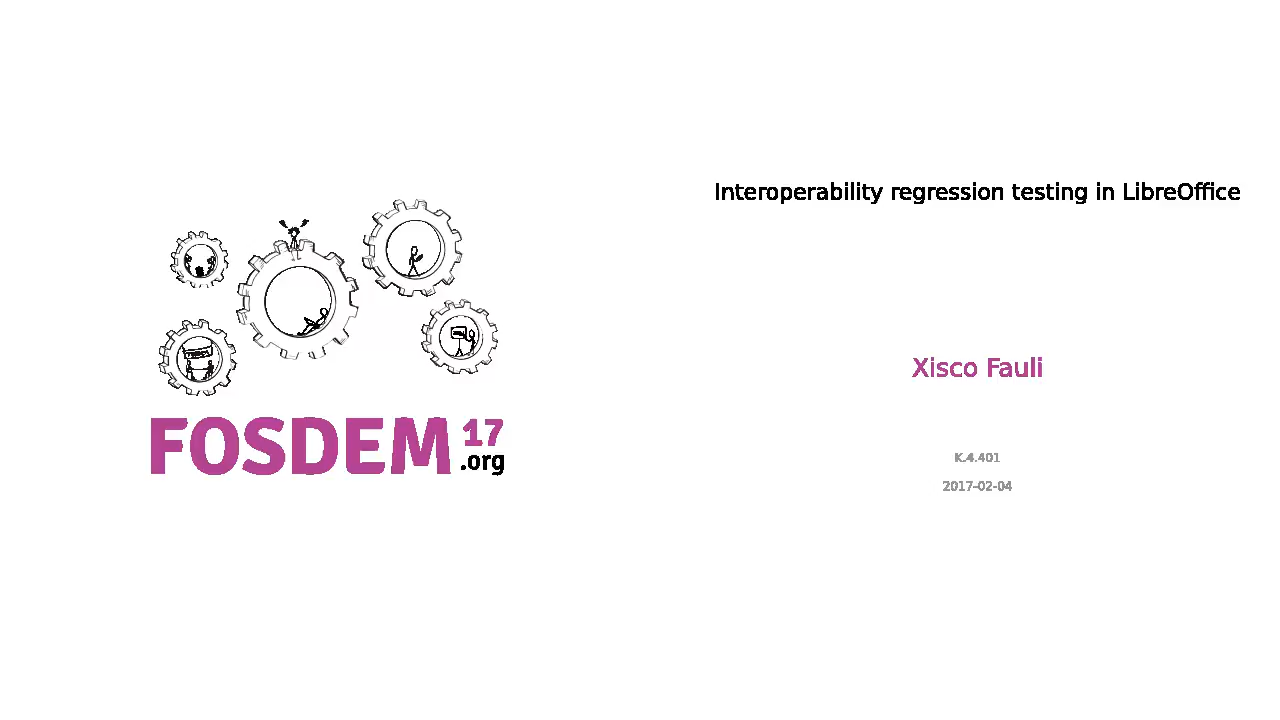 FOSDEM 17
.org
Interoperability regression testing in LibreOffice
Xisco Fauli
K.4.401
2017-02-04